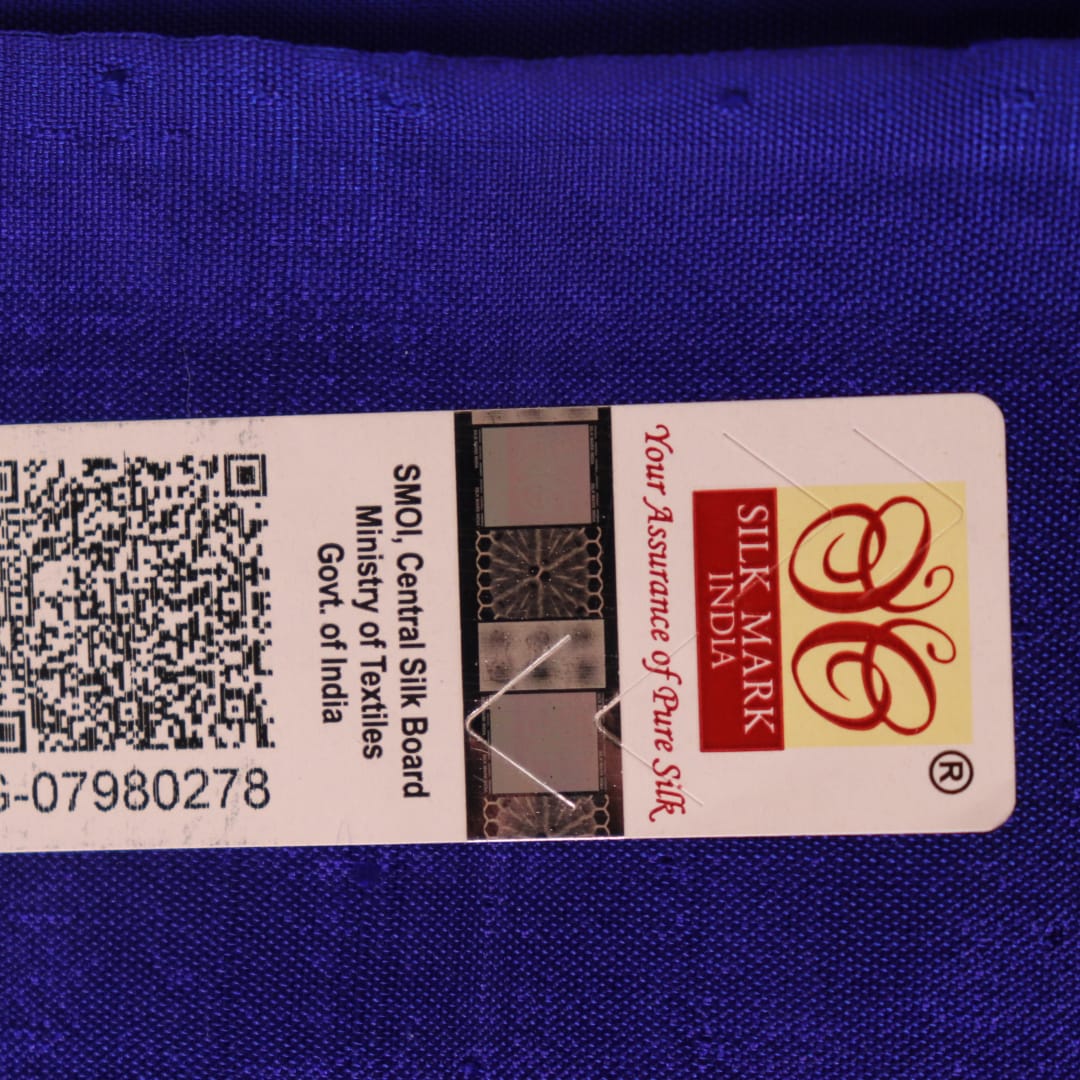 ®
SILK MARK
INDIA
Your Assurance of Pure Silk
SMOI, Central Silk Board
Ministry of Textiles
Govt. of India
-07980278